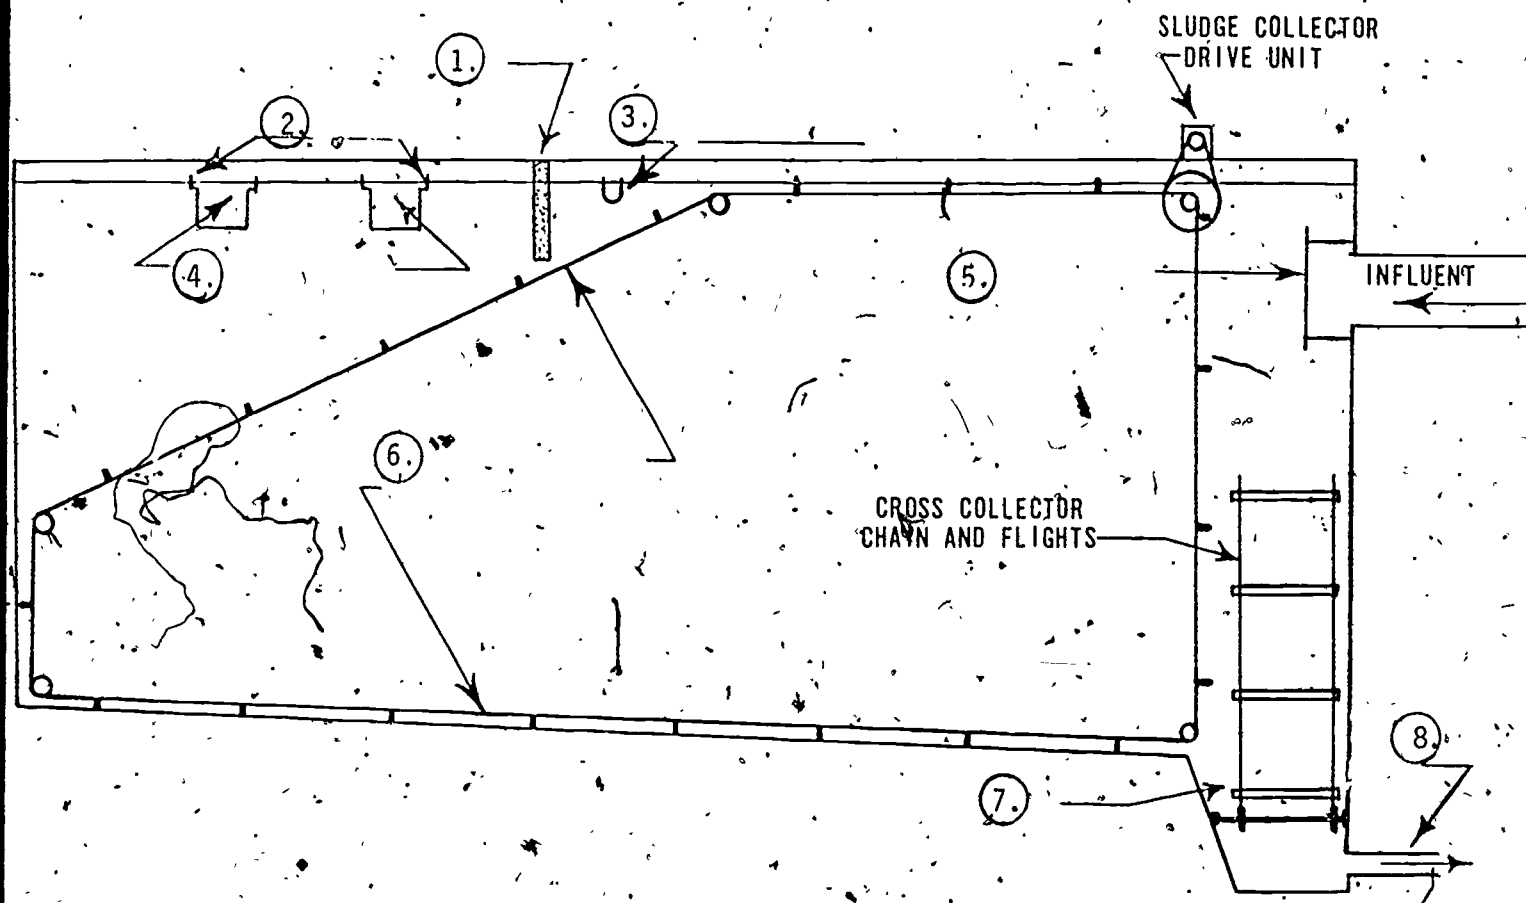 SLUDGE COLLECTOR
DRIVE UNIT
1.
2.
3.
4.
5.
INFLUENT
6.
CROSS COLLECTOR
CHAIN AND FLIGHTS
7.
8.